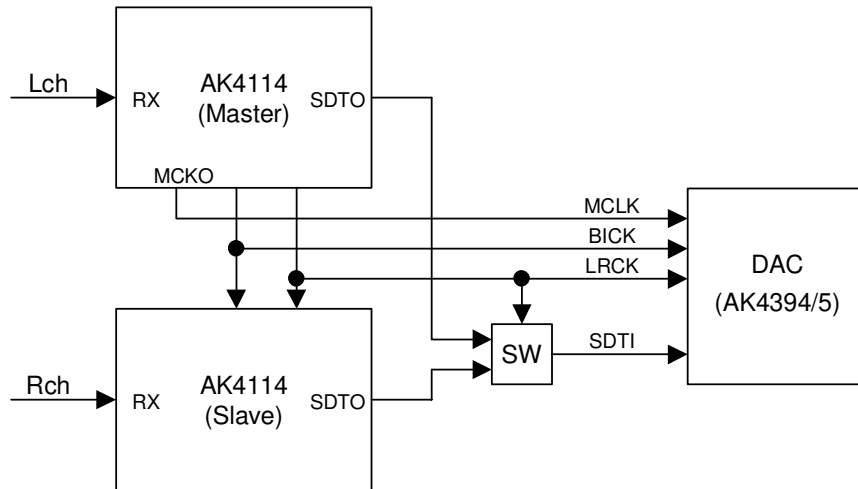 Lch
RX
AK4114
(Master)
SDTO
MCKO
MCLK
BICK
LRCK
DAC
(AK4394/5)
SW
SDTI
Rch
RX
AK4114
(Slave)
SDTO